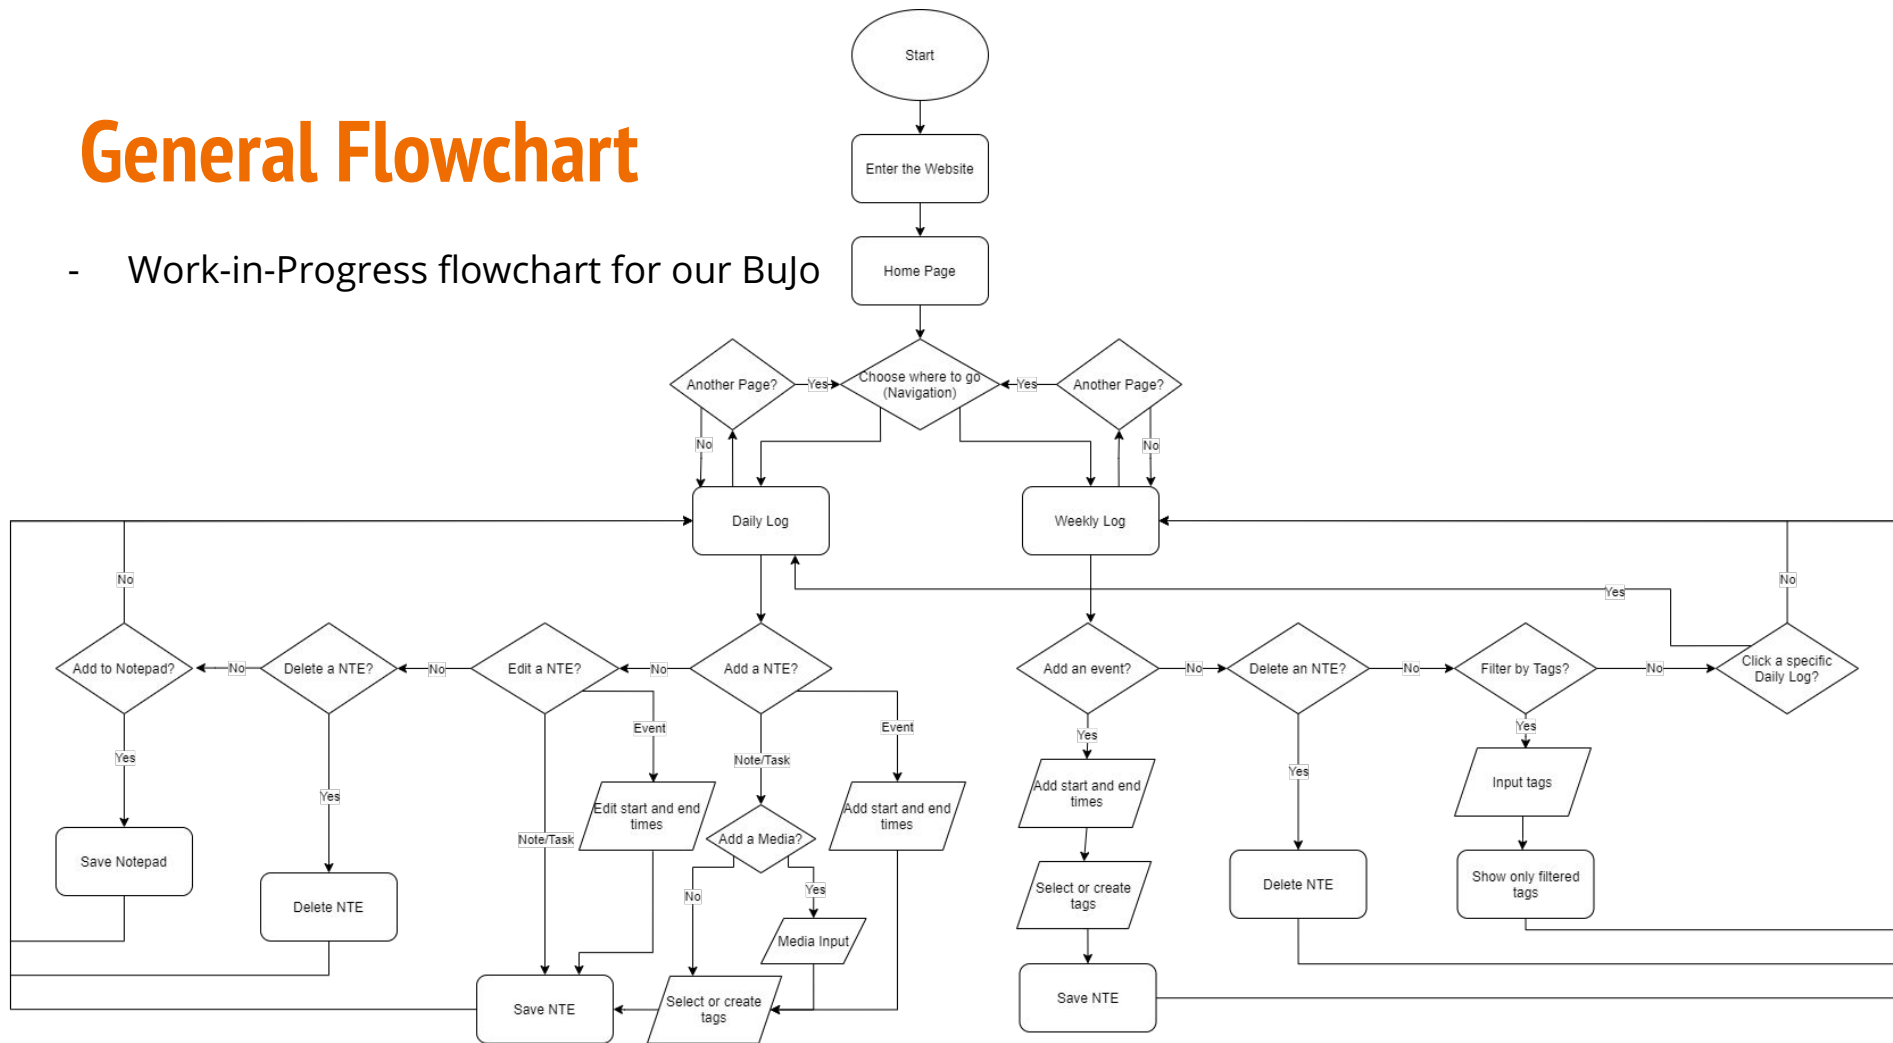 Start
General Flowchart
Enter the Website
- Work-in-Progress flowchart for our BuJo
Home Page
Another Page?
Yes
Choose where to go
(Navigation)
Yes
Another Page?
No
No
Daily Log
Weekly Log
No
No
Yes
Add to Notepad?
No
Delete a NTE?
No
Edit a NTE?
No
Add a NTE?
Add an event?
No
Delete an NTE?
No
Filter by Tags?
No
Click a specific
Daily Log?
Event
Event
Yes
Yes
Yes
Note/Task
Yes
Yes
Note/Task
Edit start and end
times
Add a Media?
Add start and end
times
Add start and end
times
Input tags
Save Notepad
No
Yes
Delete NTE
Media Input
Select or create
tags
Delete NTE
Show only filtered
tags
Save NTE
Select or create
tags
Save NTE